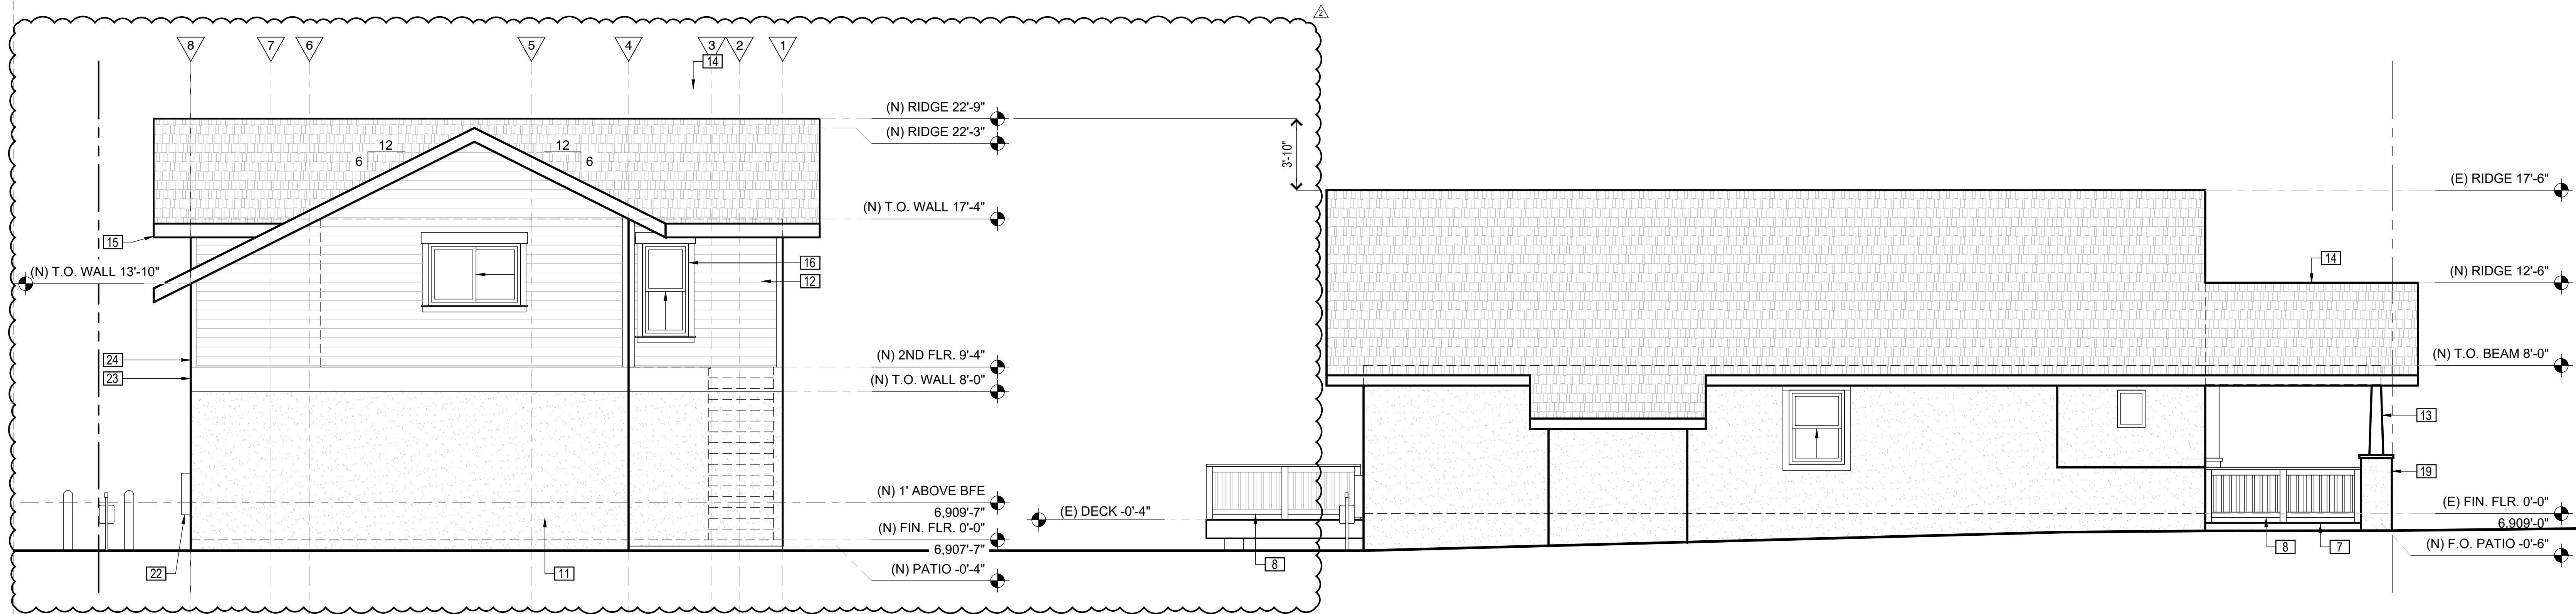 2
8
7
6
5
4
3
2
1
14
(N) RIDGE 22'-9"
(N) RIDGE 22'-3"
12
6
12
6
3'-10"
(E) RIDGE 17'-6"
(N) T.O. WALL 17'-4"
15
16
12
(N) T.O. WALL 13'-10"
14
(N) RIDGE 12'-6"
24
23
(N) 2ND FLR. 9'-4"
(N) T.O. WALL 8'-0"
(N) T.O. BEAM 8'-0"
13
19
(N) 1' ABOVE BFE
6,909'-7"
(N) FIN. FLR. 0'-0"
6,907'-7"
(N) PATIO -0'-4"
(E) DECK -0'-4"
(E) FIN. FLR. 0'-0"
6,909'-0"
(N) F.O. PATIO -0'-6"
22
11
8
8
7